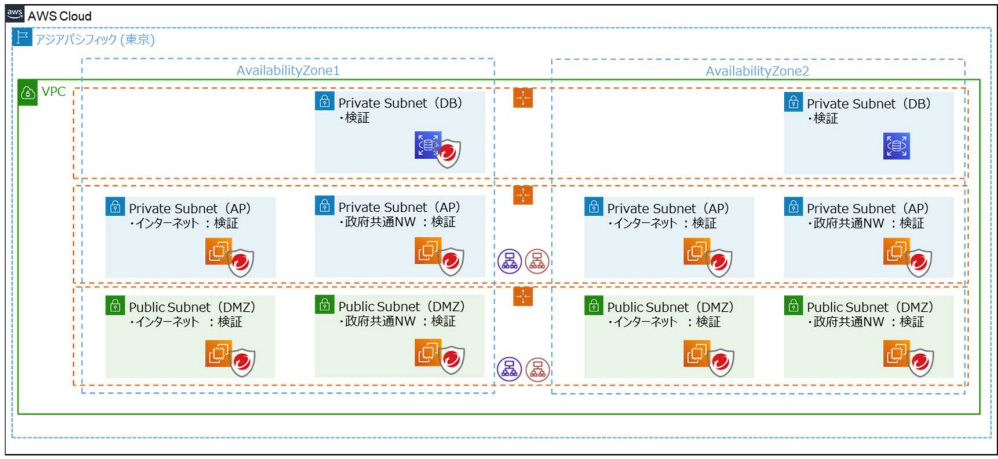 aws
AWS Cloud
アジアパシフィック (東京)
AvailabilityZone1
AvailabilityZone2
VPC
Private Subnet（DB）
・検証
Private Subnet（DB）
・検証
Private Subnet（AP）
・インターネット：検証
Private Subnet（AP）
・政府共通NW ：検証
Private Subnet（AP）
・インターネット：検証
Private Subnet（AP）
・政府共通NW ：検証
Public Subnet（DMZ）
・インターネット ：検証
Public Subnet（DMZ）
・政府共通NW ：検証
Public Subnet（DMZ）
・インターネット ：検証
Public Subnet（DMZ）
・政府共通NW ：検証